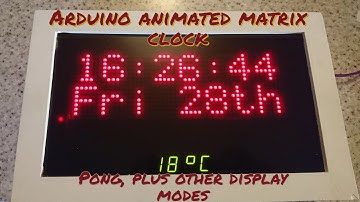 Arduino animated matrix
clock
16:26:44
Fri 28th
18°C
Pong, plus other display
modes